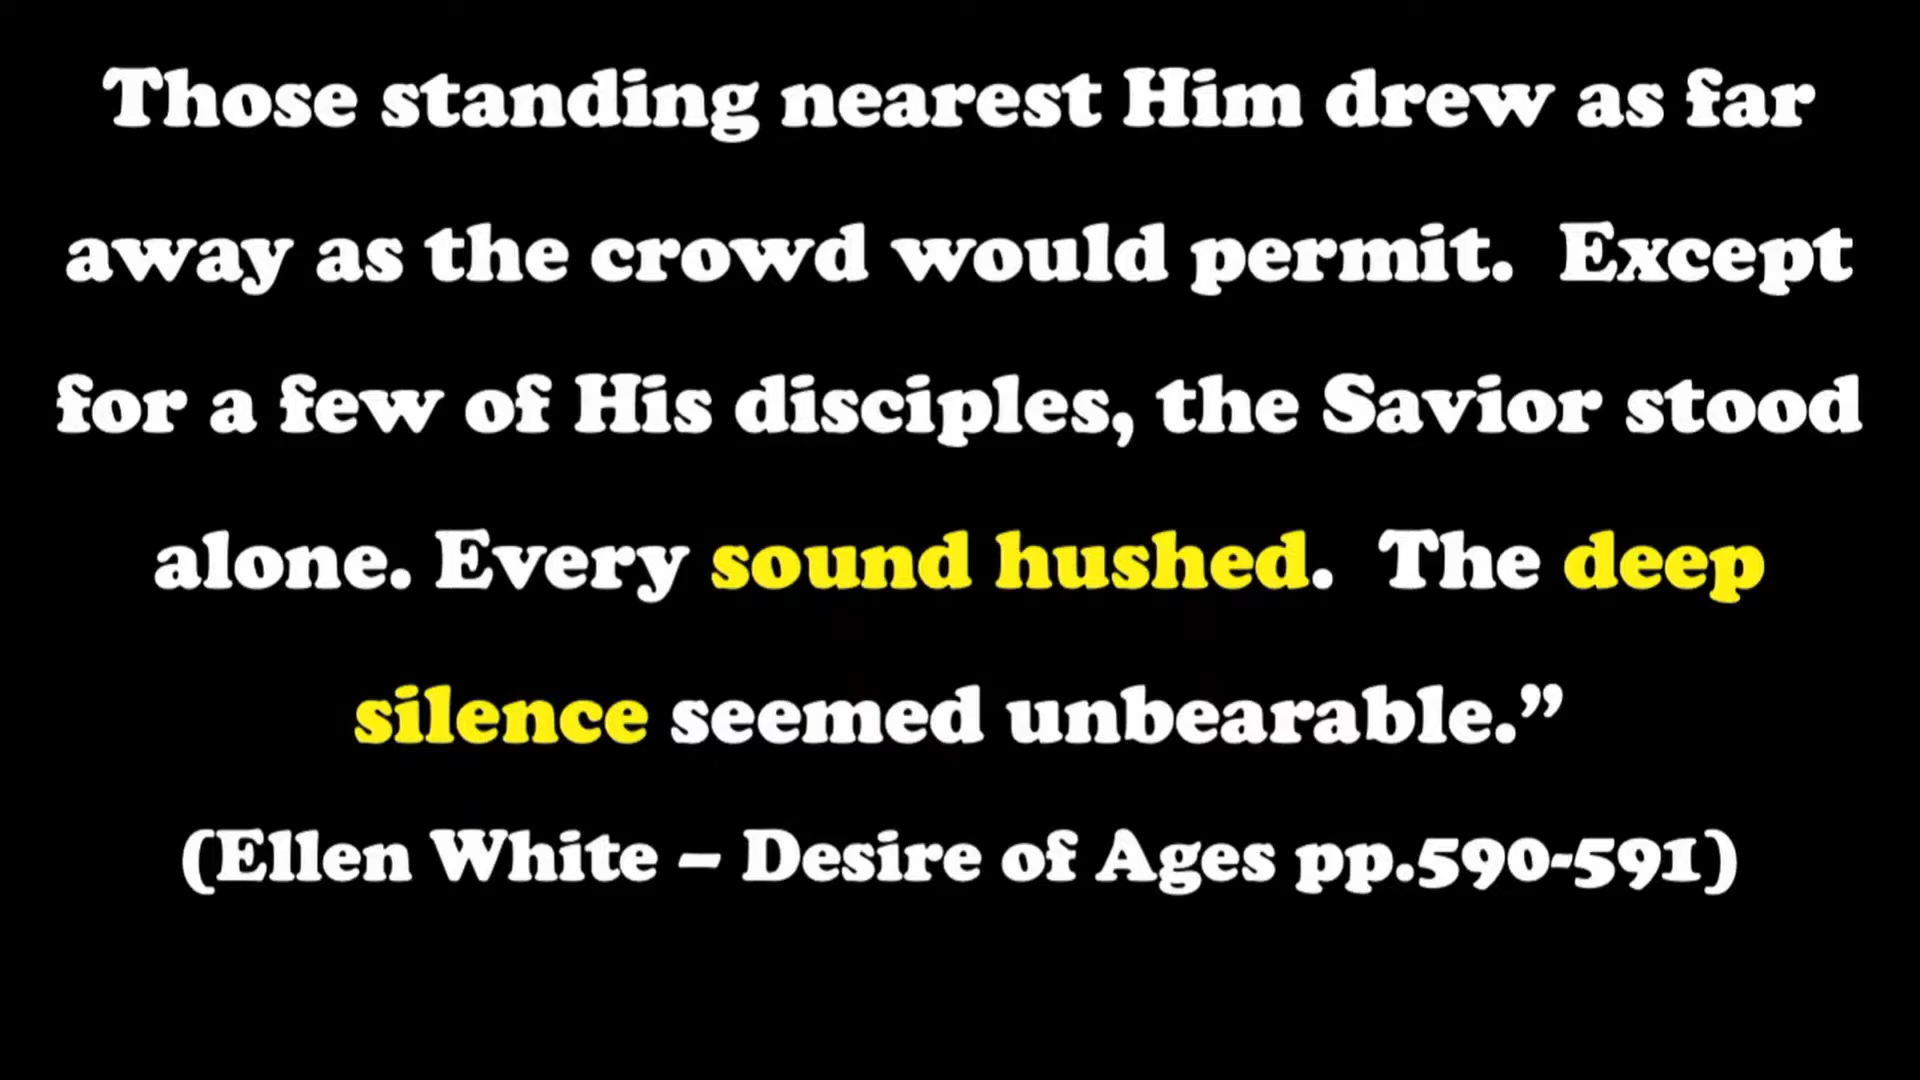 Those standing nearest Him drew as far
away as the crowd would permit.  Except
for a few of His disciples, the Savior stood
alone. Every sound hushed.  The deep
silence seemed unbearable.”
(Ellen White – Desire of Ages pp.590-591)